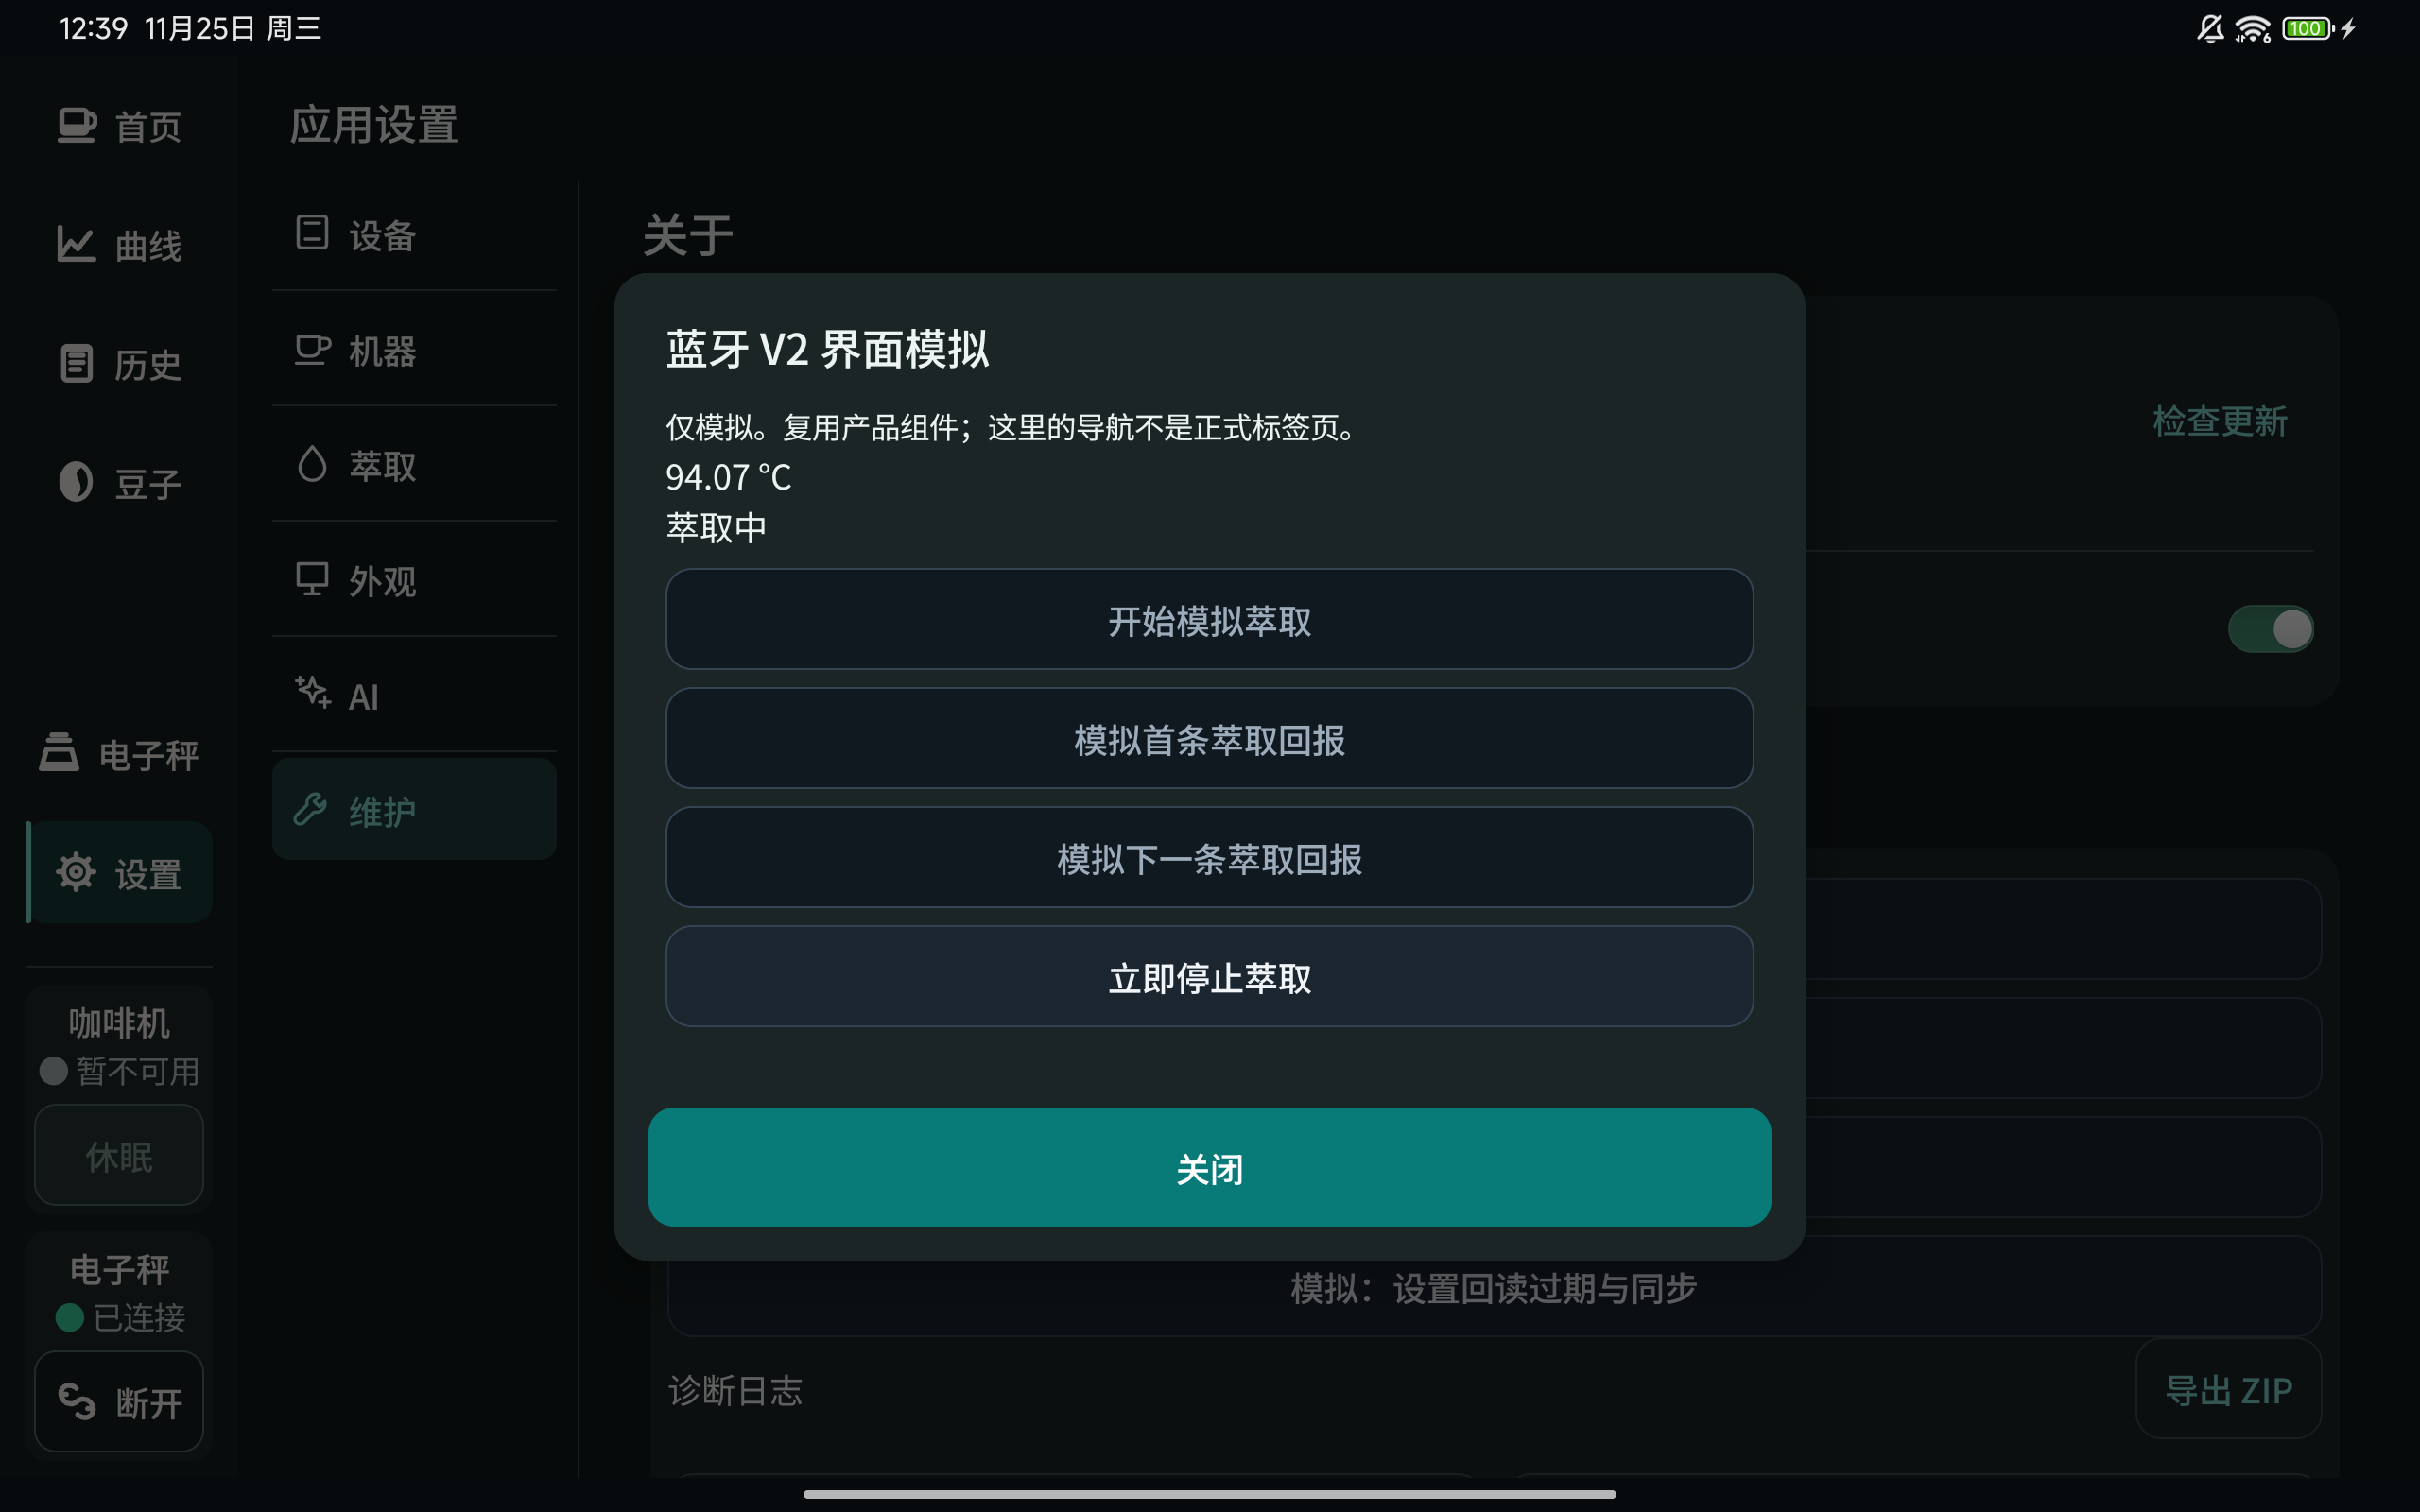 12:39 11月25日 周三
100
首页
曲线
历史
豆子
电子秤
设置
咖啡机
暂不可用
休眠
电子秤
已连接
断开
应用设置
设备
机器
萃取
外观
AI
维护
关于
检查更新
蓝牙 V2 界面模拟
仅模拟。复用产品组件；这里的导航不是正式标签页。
94.07 °C
萃取中
开始模拟萃取
模拟首条萃取回报
模拟下一条萃取回报
立即停止萃取
关闭
模拟：设置回读过期与同步
诊断日志
导出 ZIP